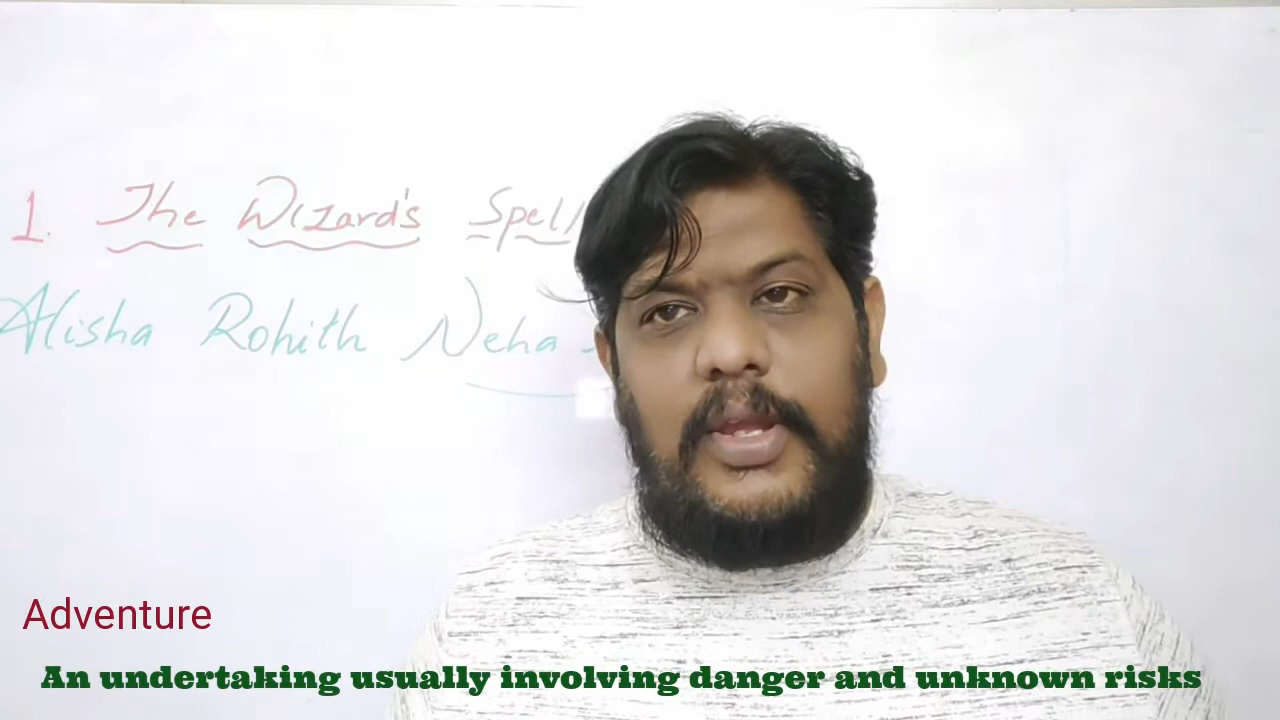 1. The Wizard's Spell
Alisha Rohith Neha
Adventure
An undertaking usually involving danger and unknown risks